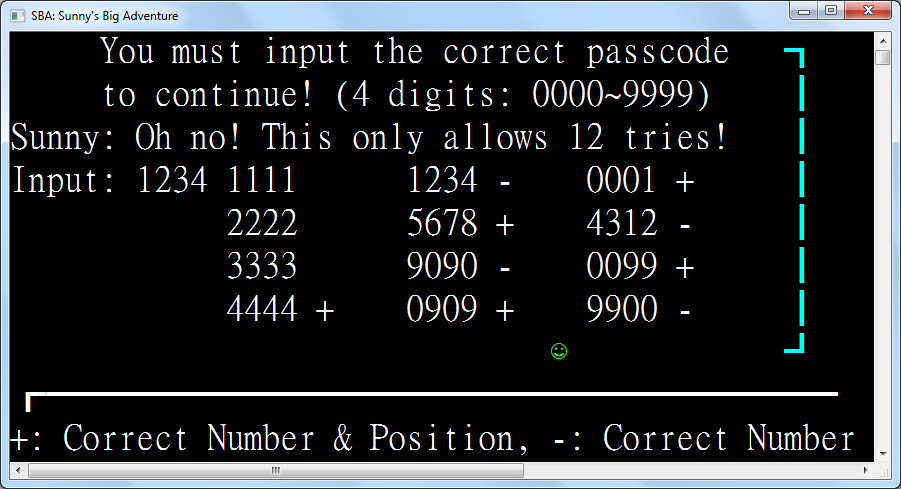 SBA: Sunny's Big Adventure
You must input the correct passcode
to continue! (4 digits: 0000~9999)
Sunny: Oh no! This only allows 12 tries!
Input: 1234 1111 1234 - 0001 +
2222 5678 + 4312 -
3333 9090 - 0099 +
4444 + 0909 + 9900 -
+: Correct Number & Position, -: Correct Number